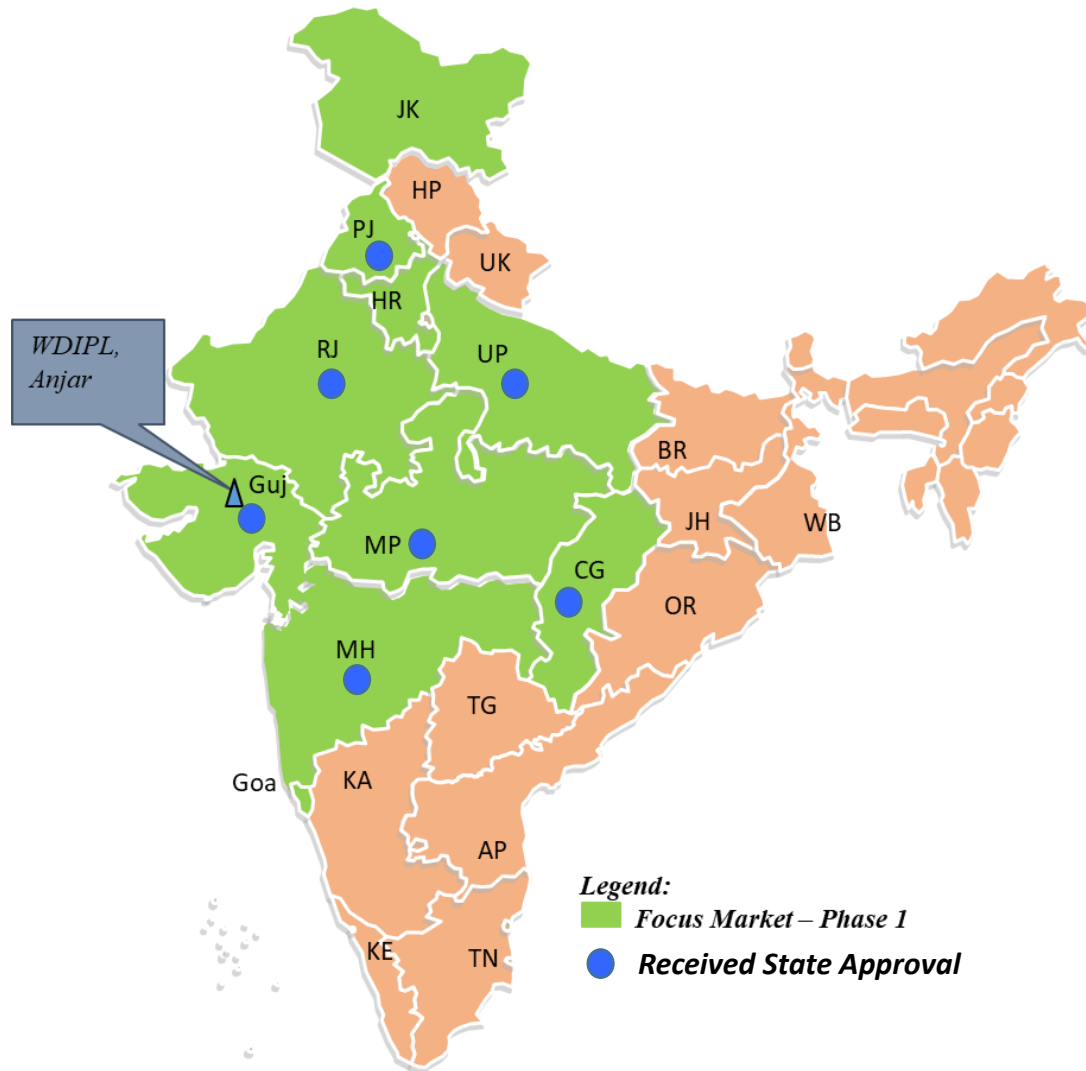 JK
HP
PJ
UK
HR
WDIPL,
Anjar
RJ
UP
BR
Guj
JH
WB
MP
CG
OR
MH
TG
Goa
KA
AP
Legend:
Focus Market – Phase 1
KE
TN
Received State Approval